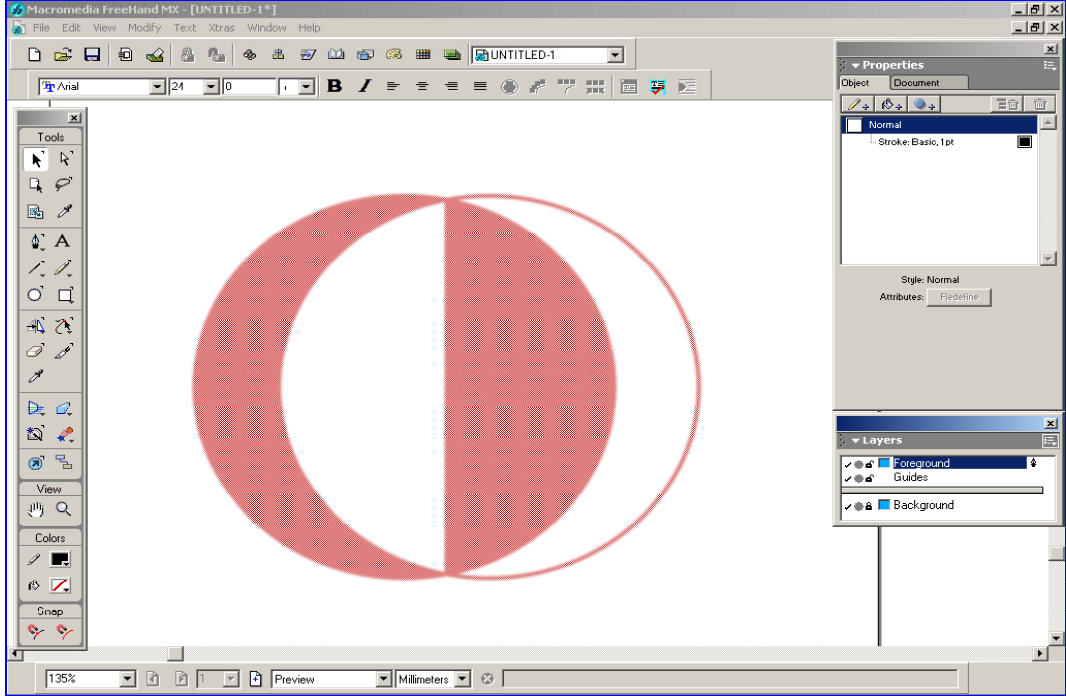 Macromedia FreeHand MX - [UNTITLED-1*]
File Edit View Modify Text Xtras Window Help
UNTITLED-1
Arial 24 0 B I
Tools
A
View
Colors
Snap
Properties
Object Document
Normal
Stroke: Basic, 1pt
Style: Normal
Attributes: Redefine
Layers
Foreground
Guides
Background
135% 1 Preview Millimeters